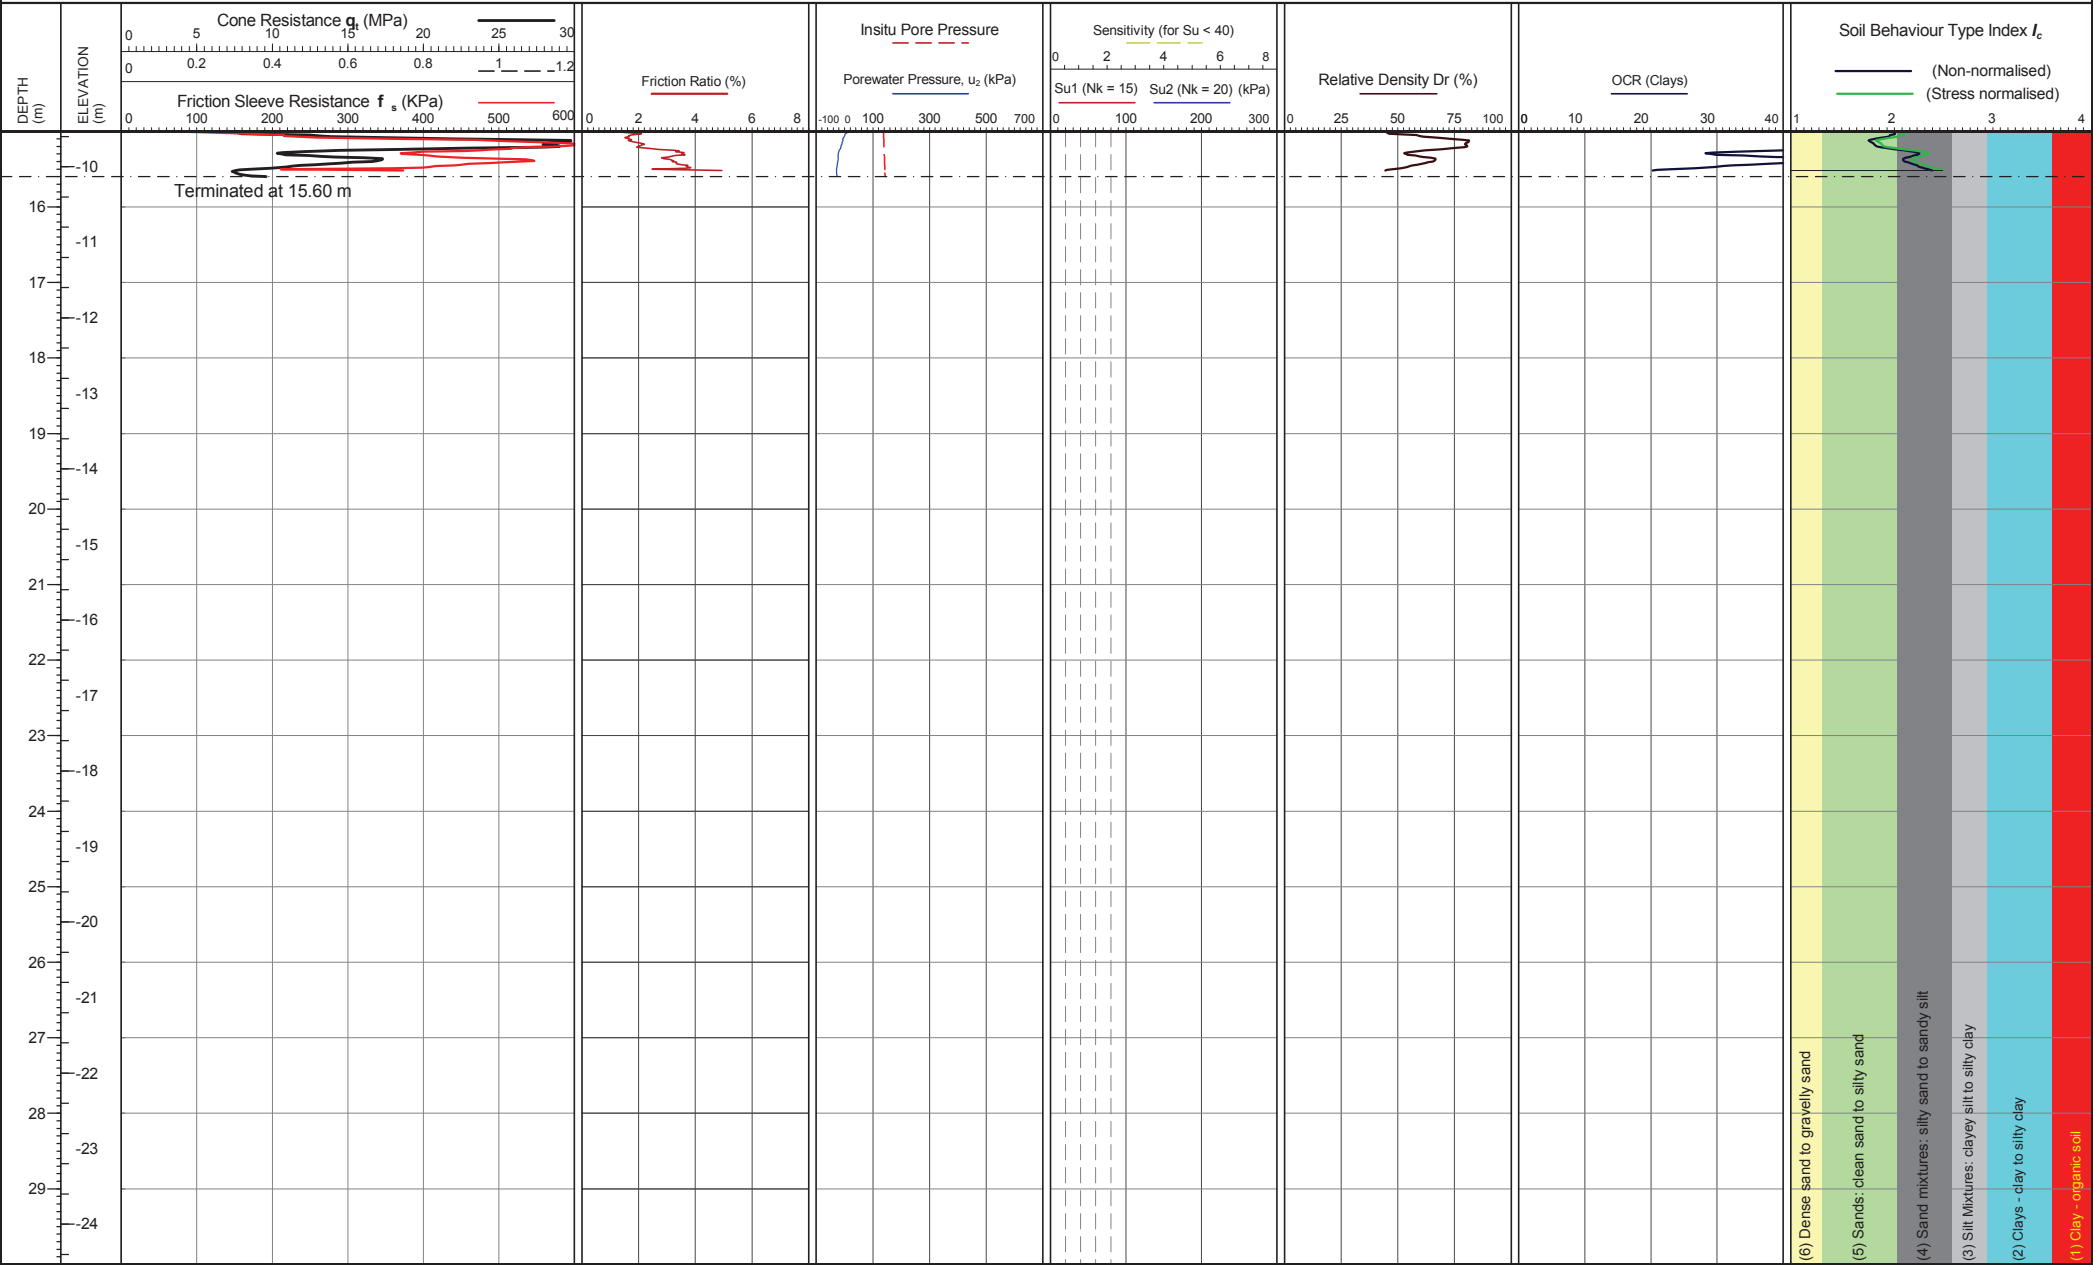 DEPTH (m)
ELEVATION (m)
Cone Resistance qt (MPa)
0 5 10 15 20 25 30
0 0.2 0.4 0.6 0.8 1 1.2
Friction Sleeve Resistance f s (KPa)
0 100 200 300 400 500 600
Friction Ratio (%)
0 2 4 6 8
Insitu Pore Pressure
Porewater Pressure, u2 (kPa)
-100 0 100 300 500 700
Sensitivity (for Su < 40)
0 2 4 6 8
Su1 (Nk = 15) Su2 (Nk = 20) (kPa)
0 100 200 300
Relative Density Dr (%)
0 25 50 75 100
OCR (Clays)
0 10 20 30 40
Soil Behaviour Type Index Ic
(Non-normalised)
(Stress normalised)
1 2 3 4
-10
Terminated at 15.60 m
16
-11
17
-12
18
-13
19
-14
20
-15
21
-16
22
-17
23
-18
24
-19
25
-20
26
-21
27
-22
28
-23
29
-24
(6) Dense sand to gravelly sand
(5) Sands: clean sand to silty sand
(4) Sand mixtures: silty sand to sandy silt
(3) Silt Mixtures: clayey silt to silty clay
(2) Clays - clay to silty clay
(1) Clay - organic soil